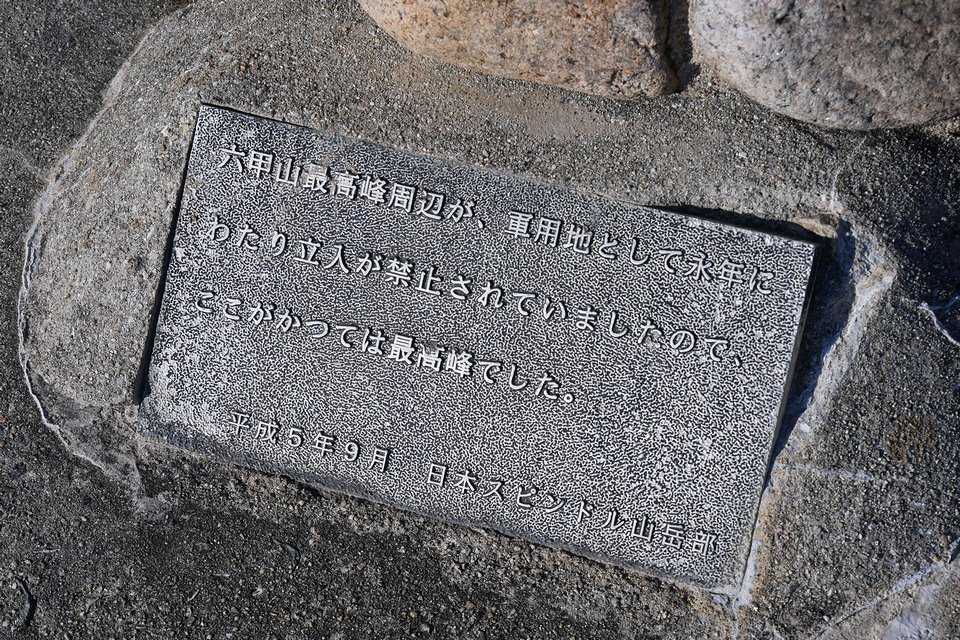 六甲山最高峰周辺が、軍用地として永年に
わたり立入が禁止されていましたので、
ここがかつては最高峰でした。
平成5年9月 日本スピンドル山岳部